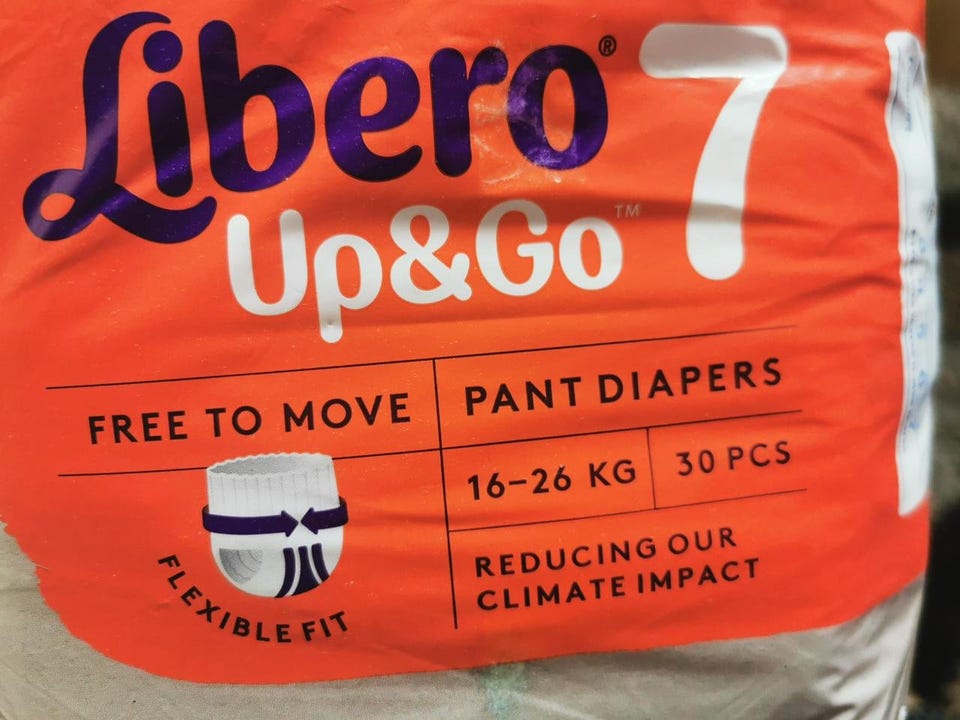 Libero®
7
Up&Go™
FREE TO MOVE
PANT DIAPERS
16–26 KG
30 PCS
FLEXIBLE FIT
REDUCING OUR
CLIMATE IMPACT